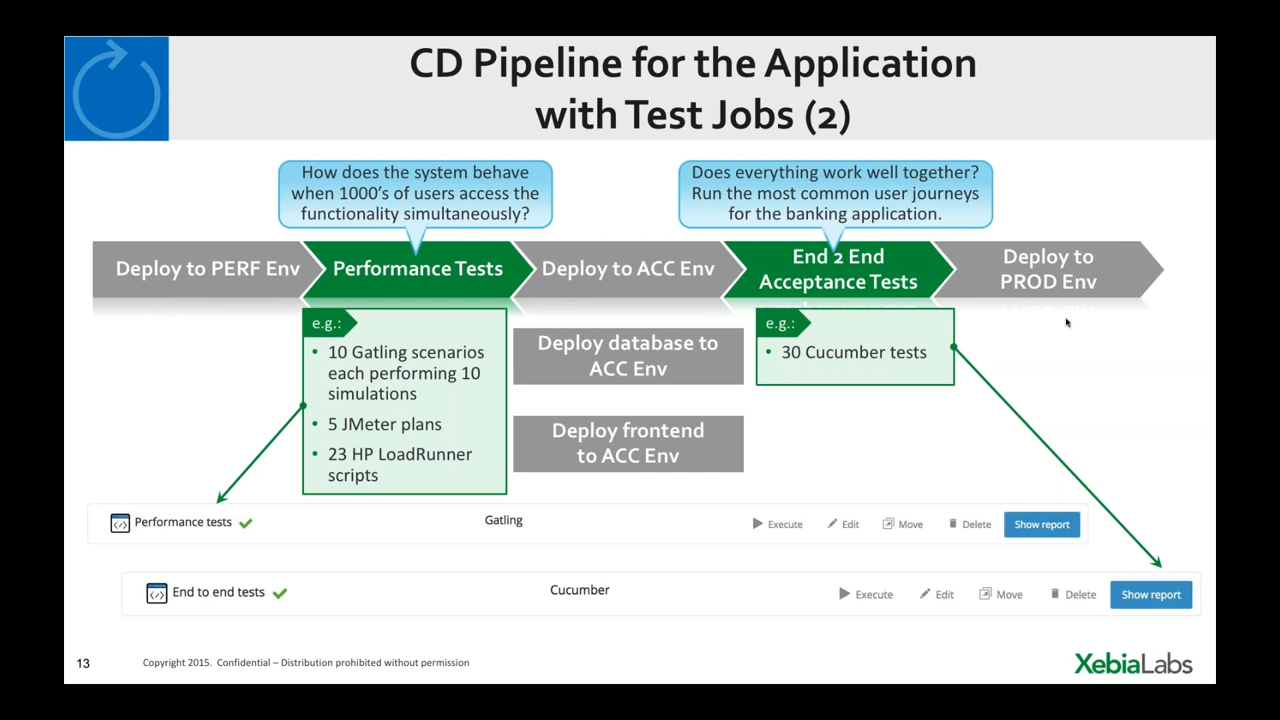 CD Pipeline for the Application
with Test Jobs (2)
How does the system behave
when 1000's of users access the
functionality simultaneously?
Does everything work well together?
Run the most common user journeys
for the banking application.
Deploy to PERF Env
Performance Tests
Deploy to ACC Env
End 2 End
Acceptance Tests
Deploy to
PROD Env
e.g.:
• 10 Gatling scenarios
each performing 10
simulations
• 5 JMeter plans
• 23 HP LoadRunner
scripts
Deploy database to
ACC Env
Deploy frontend
to ACC Env
e.g.:
• 30 Cucumber tests
Performance tests Gatling Execute Edit Move Delete Show report
End to end tests Cucumber Execute Edit Move Delete Show report
13 Copyright 2015. Confidential – Distribution prohibited without permission
XebiaLabs